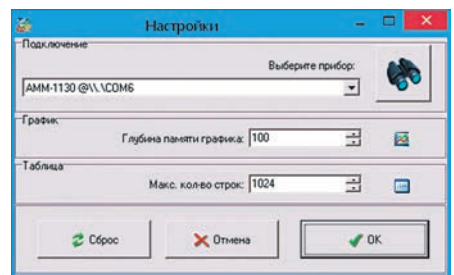 Настройки
Подключение
Выберите прибор:
AMM-1130 @\\.\COM6
График
Глубина памяти графика: 100
Таблица
Макс. кол-во строк: 1024
Сброс
Отмена
OK